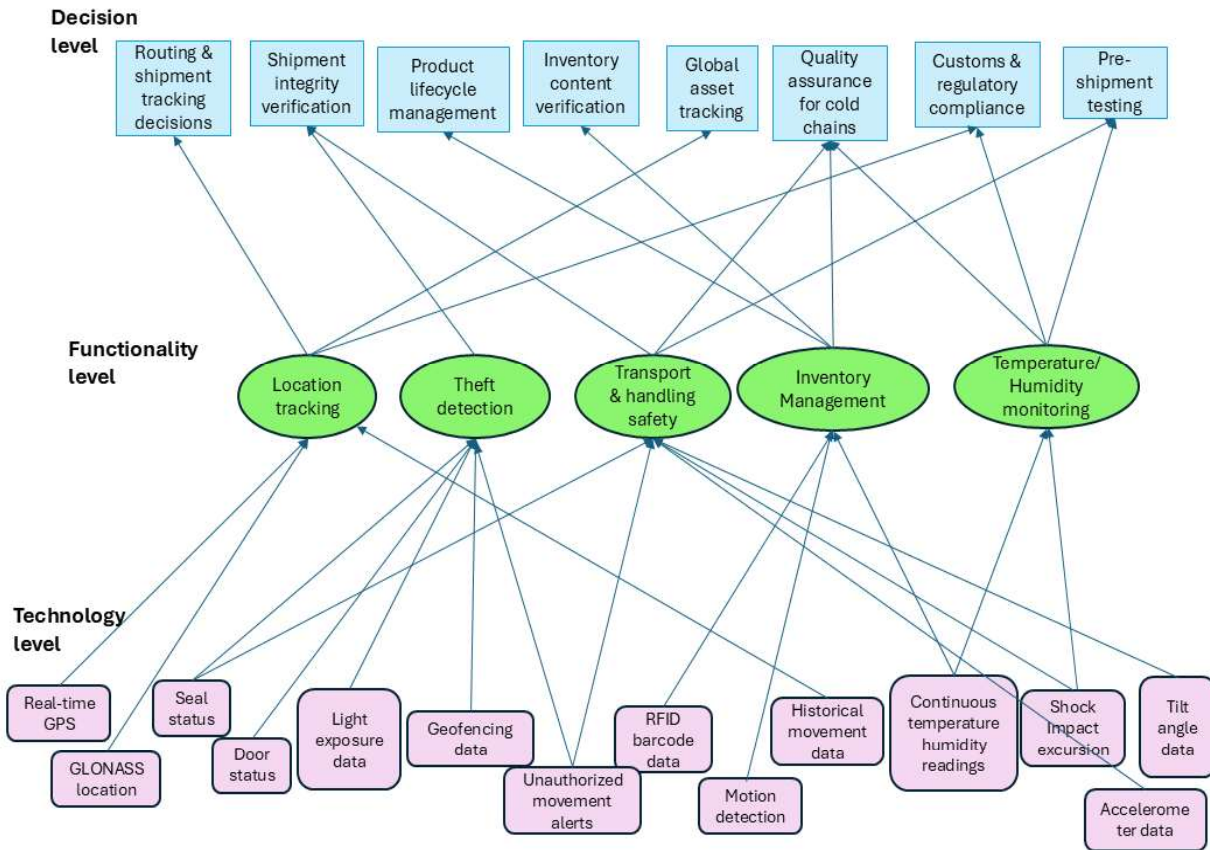 Decision
level
Routing &
shipment
tracking
decisions
Shipment
integrity
verification
Product
lifecycle
management
Inventory
content
verification
Global
asset
tracking
Quality
assurance
for cold
chains
Customs &
regulatory
compliance
Pre-
shipment
testing
Functionality
level
Location
tracking
Theft
detection
Transport
& handling
safety
Inventory
Management
Temperature/
Humidity
monitoring
Technology
level
Real-time
GPS
GLONASS
location
Seal
status
Door
status
Light
exposure
data
Geofencing
data
Unauthorized
movement
alerts
RFID
barcode
data
Motion
detection
Historical
movement
data
Continuous
temperature
humidity
readings
Shock
Impact
excursion
Accelerome
ter data
Tilt
angle
data